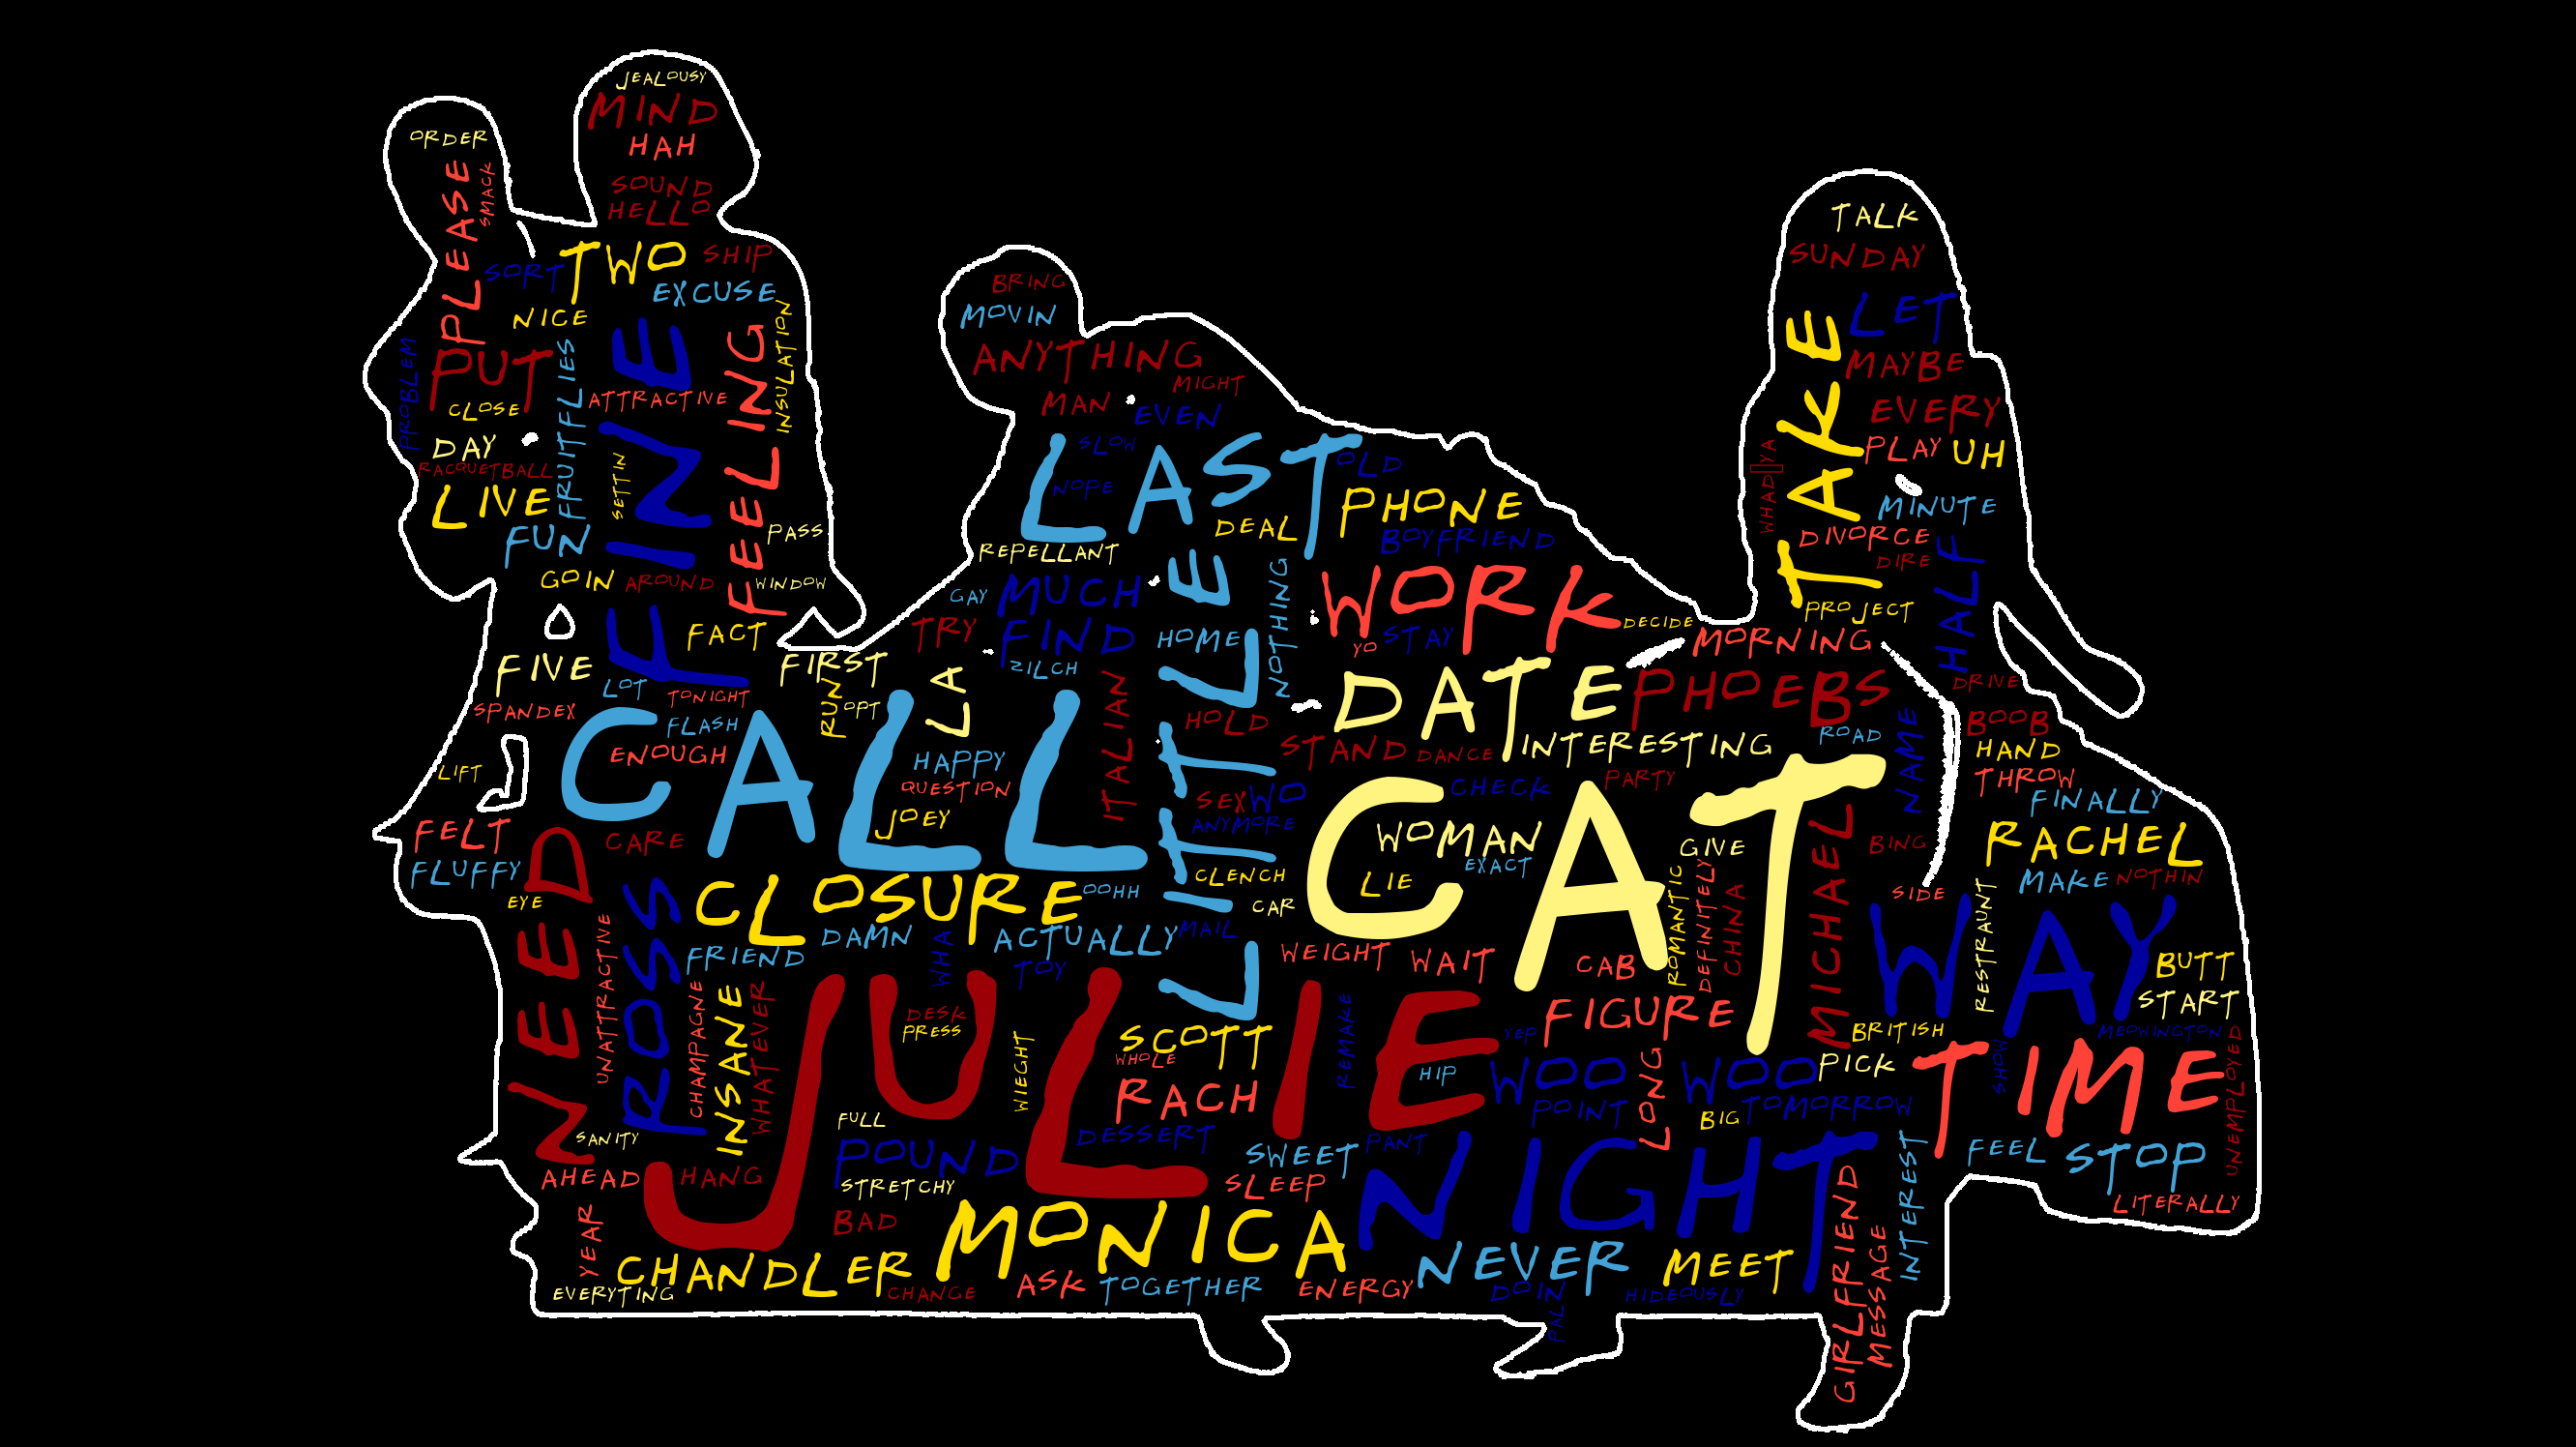 JEALOUSY
MIND
HAH
SOUND
HELLO
ORDER
PLEASE
SMACK
SORT
TWO
SHIP
EXCUSE
NICE
INSULATION
PROBLEM
PUT
FRUITFLIES
FINE
ATTRACTIVE
FEELING
CLOSE
DAY
RACQUETBALL
SETTIN
LIVE
FUN
PASS
GOIN
AROUND
WINDOW
FACT
FIVE
LOT
TONIGHT
FIRST
SPANDEX
FLASH
RUN
OPT
LA
ENOUGH
LIFT
CALL
HAPPY
QUESTION
JOEY
FELT
CARE
FLUFFY
EYE
NEED
BRING
MOVIN
ANYTHING
MIGHT
MAN
EVEN
SLOW
LAST
OLD
NOPE
PHONE
DEAL
BOYFRIEND
REPELLANT
GAY
MUCH
LITTLE
NOTHING
WORK
DECIDE
TRY
FIND
HOME
YO
STAY
ZILCH
ITALIAN
DATE
HOLD
STAND
DANCE
INTERESTING
PHOEBS
MORNING
TALK
SUNDAY
LET
TAKE
MAYBE
EVERY
PLAY
UH
WHAD YA
MINUTE
DIVORCE
DIRE
HALF
PROJECT
DRIVE
ROAD
NAME
BOOB
HAND
THROW
FINALLY
RACHEL
MAKE
NOTHIN
BING
SIDE
SEX
WO
ANYMORE
CHECK
PARTY
CAT
WOMAN
EXACT
GIVE
LIE
CLENCH
CAR
MICHAEL
ROMANTIC
DEFINITELY
CHINA
ROSS
CLOSURE
OOHH
DAMN
WHA
ACTUALLY
MAIL
FRIEND
TOY
WEIGHT
WAIT
CAB
WAY
RESTRAUNT
BUTT
START
UNATTRACTIVE
CHAMPAGNE
INSANE
WHATEVER
JULIE
DESK
PRESS
WIEGHT
SCOTT
WHOLE
RACH
REMAKE
YEP
FIGURE
BRITISH
MEOWINGTON
HIP
WOO
LONG
WOO
PICK
SHOW
TIME
UNEMPLOYED
POINT
BIG
TOMORROW
SANITY
FULL
POUND
DESSERT
SWEET
PANT
NIGHT
FEEL
STOP
AHEAD
HANG
STRETCHY
SLEEP
INTEREST
LITERALLY
YEAR
BAD
MONICA
GIRLFRIEND
MESSAGE
CHANDLER
NEVER
MEET
EVERYTING
CHANGE
ASK
TOGETHER
ENERGY
DOIN
HIDEOUSLY
PAL